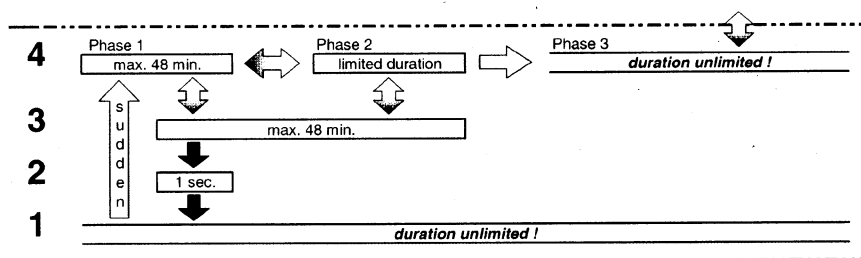 Phase 1 Phase 2 Phase 3
4 max. 48 min. limited duration duration unlimited !
sudden
3 max. 48 min.
2 1 sec.
1 duration unlimited !